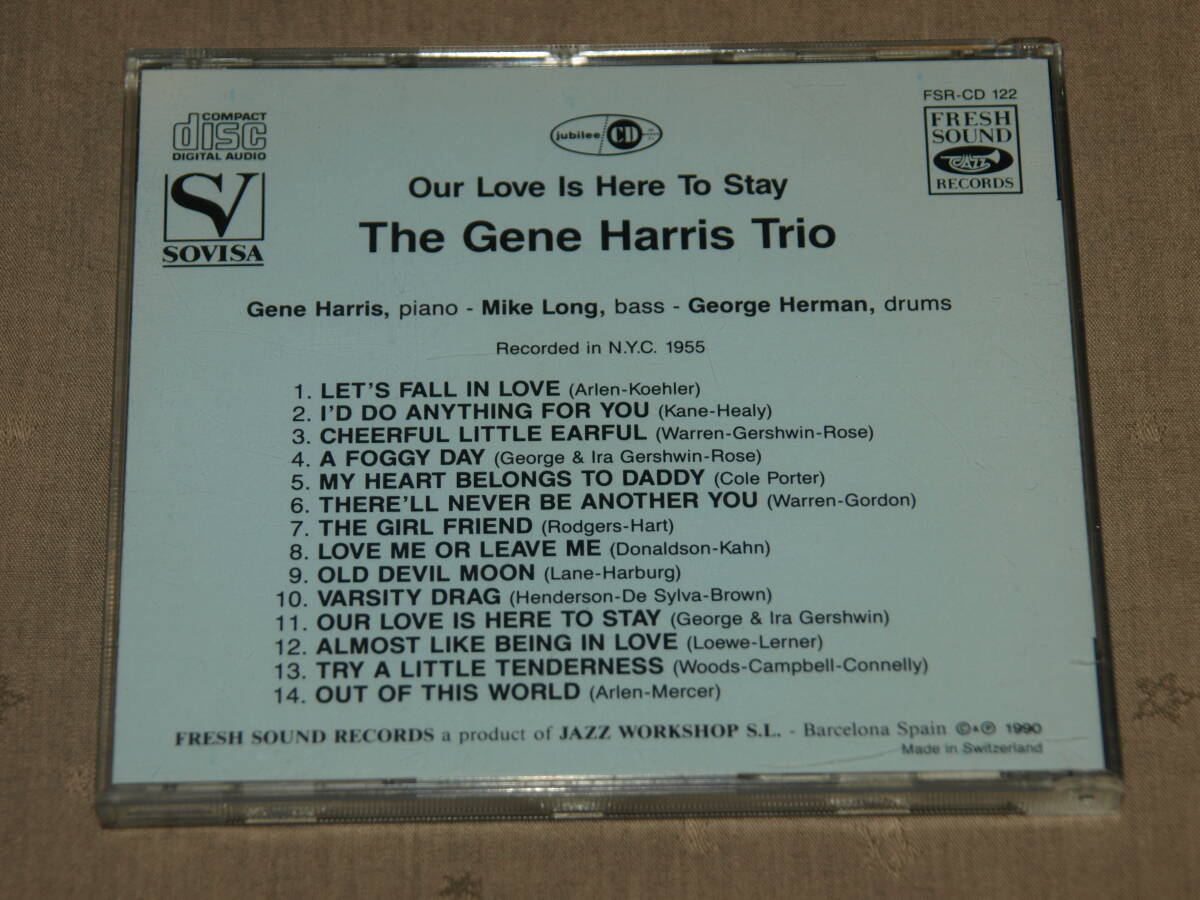 COMPACT
disc
DIGITAL AUDIO
SV
SOVISA
jubilee CD
FSR-CD 122
FRESH
SOUND
JAZZ
RECORDS
Our Love Is Here To Stay
The Gene Harris Trio
Gene Harris, piano - Mike Long, bass - George Herman, drums
Recorded in N.Y.C. 1955
1. LET'S FALL IN LOVE (Arlen-Koehler)
2. I'D DO ANYTHING FOR YOU (Kane-Healy)
3. CHEERFUL LITTLE EARFUL (Warren-Gershwin-Rose)
4. A FOGGY DAY (George & Ira Gershwin-Rose)
5. MY HEART BELONGS TO DADDY (Cole Porter)
6. THERE'LL NEVER BE ANOTHER YOU (Warren-Gordon)
7. THE GIRL FRIEND (Rodgers-Hart)
8. LOVE ME OR LEAVE ME (Donaldson-Kahn)
9. OLD DEVIL MOON (Lane-Harburg)
10. VARSITY DRAG (Henderson-De Sylva-Brown)
11. OUR LOVE IS HERE TO STAY (George & Ira Gershwin)
12. ALMOST LIKE BEING IN LOVE (Loewe-Lerner)
13. TRY A LITTLE TENDERNESS (Woods-Campbell-Connelly)
14. OUT OF THIS WORLD (Arlen-Mercer)
FRESH SOUND RECORDS a product of JAZZ WORKSHOP S.L. - Barcelona Spain ©&℗ 1990
Made in Switzerland